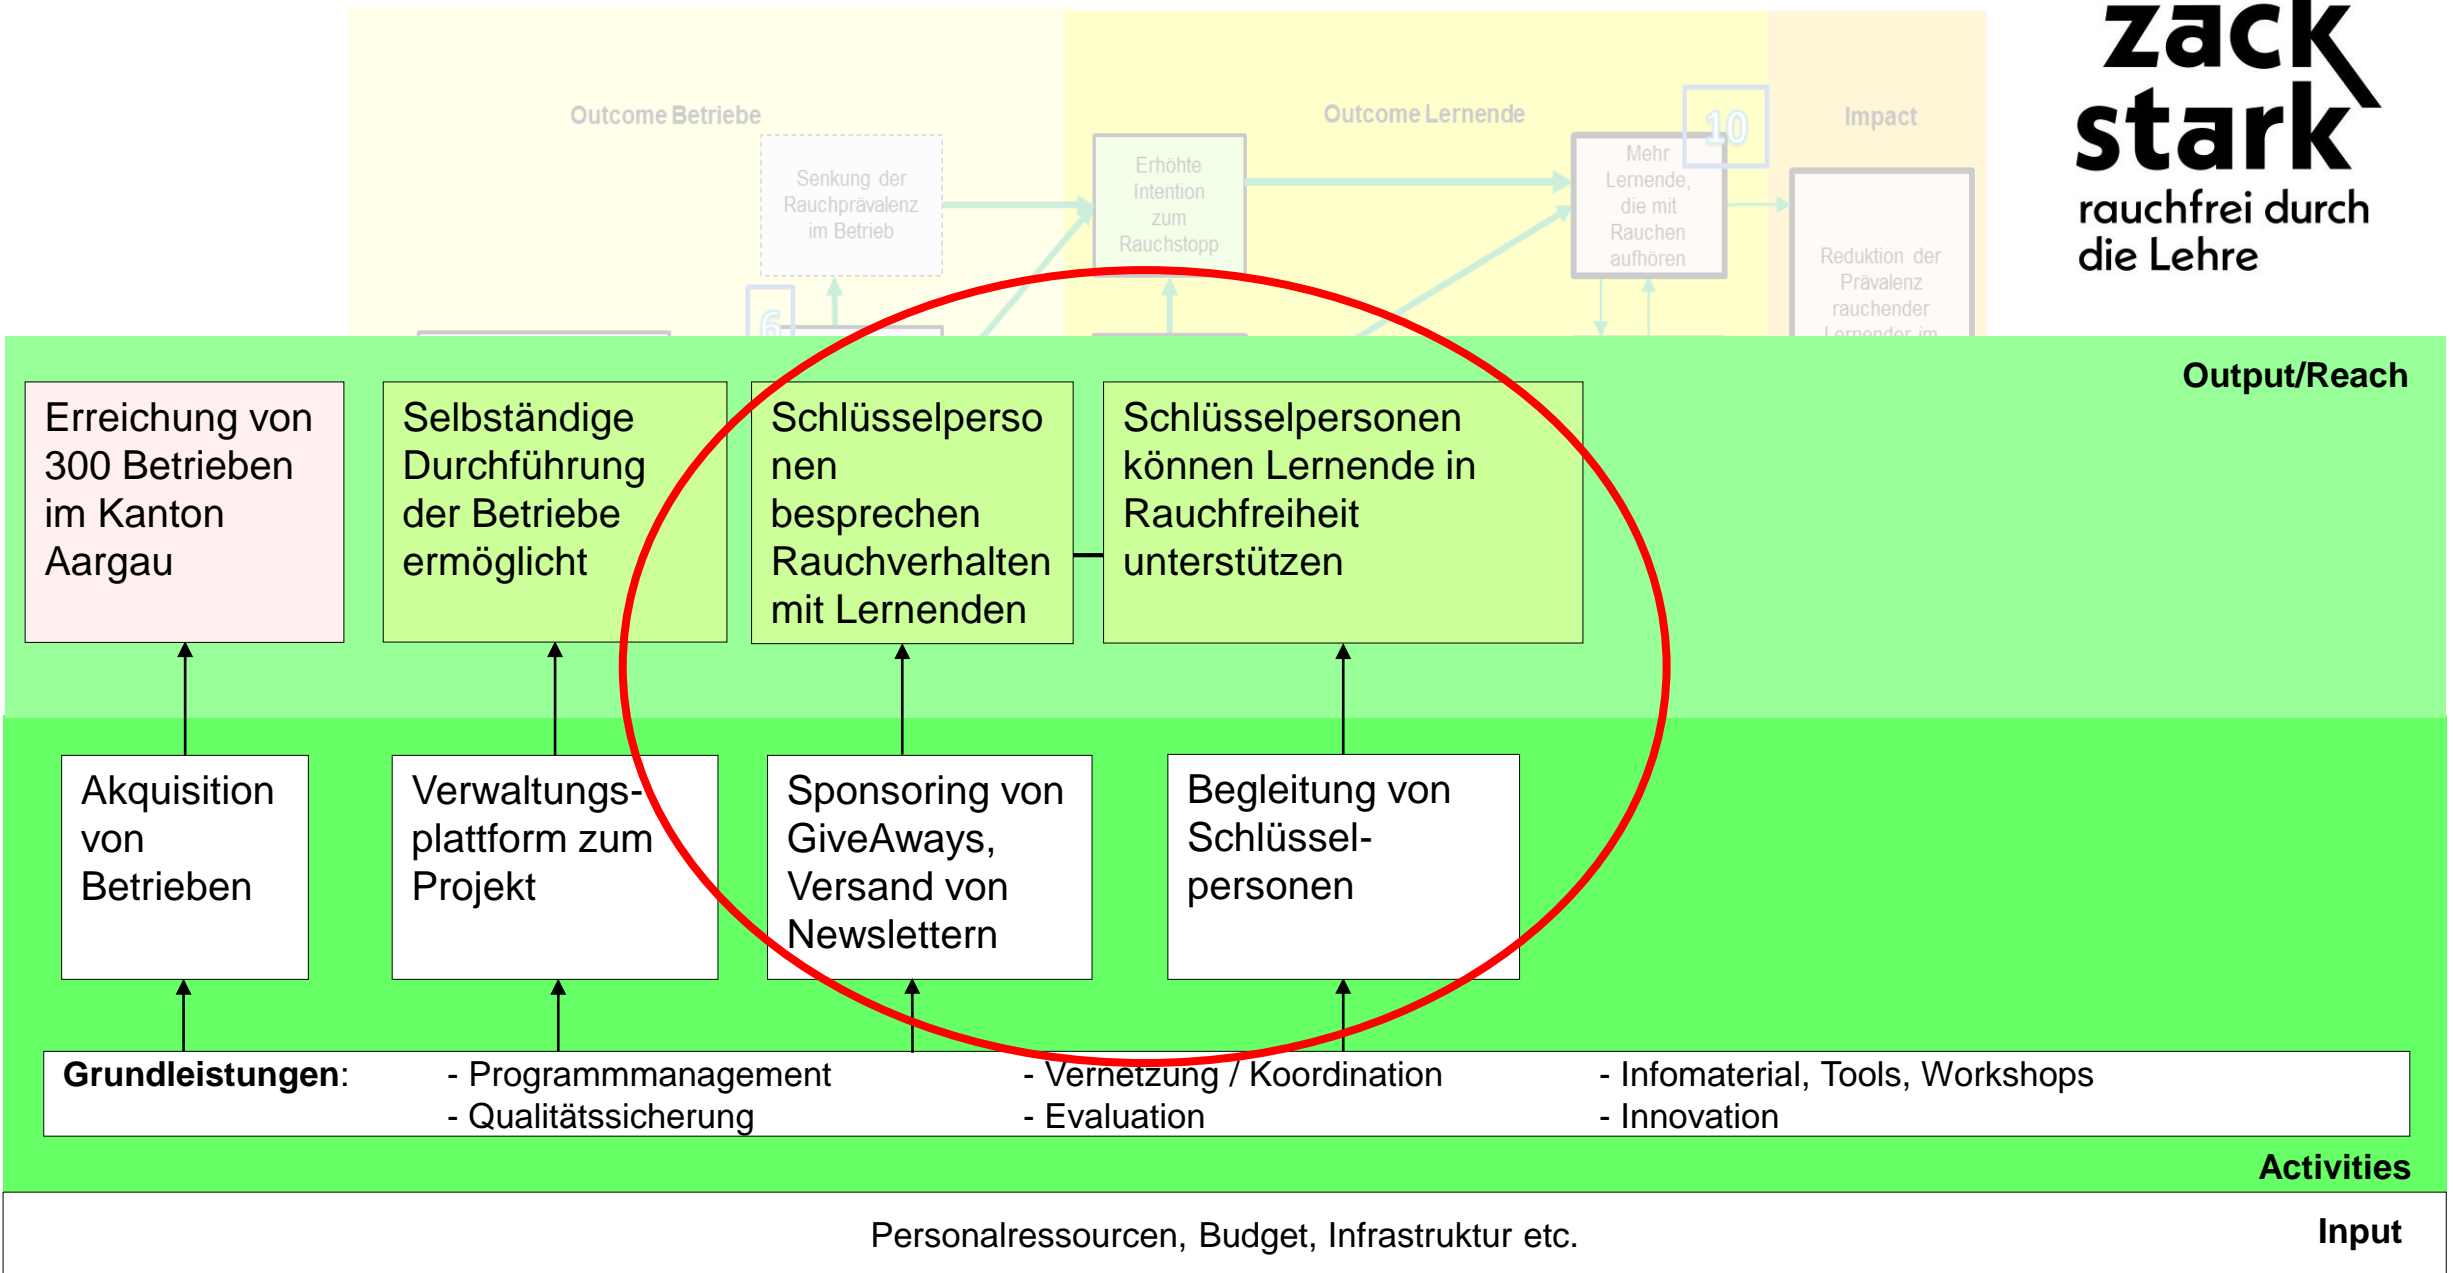 zack
stark
rauchfrei durch
die Lehre
Outcome Betriebe
Outcome Lernende
Impact
10
Senkung der
Rauchprävalenz
im Betrieb
Erhöhte
Intention
zum
Rauchstopp
Mehr
Lernende,
die mit
Rauchen
aufhören
Reduktion der
Prävalenz
rauchender
Lernender im
6
Output/Reach
Erreichung von
300 Betrieben
im Kanton
Aargau
Selbständige
Durchführung
der Betriebe
ermöglicht
Schlüsselperso
nen
besprechen
Rauchverhalten
mit Lernenden
Schlüsselpersonen
können Lernende in
Rauchfreiheit
unterstützen
Akquisition
von
Betrieben
Verwaltungs-
plattform zum
Projekt
Sponsoring von
GiveAways,
Versand von
Newslettern
Begleitung von
Schlüssel-
personen
Grundleistungen: - Programmmanagement - Vernetzung / Koordination - Infomaterial, Tools, Workshops
- Qualitätssicherung - Evaluation - Innovation
Activities
Personalressourcen, Budget, Infrastruktur etc.
Input